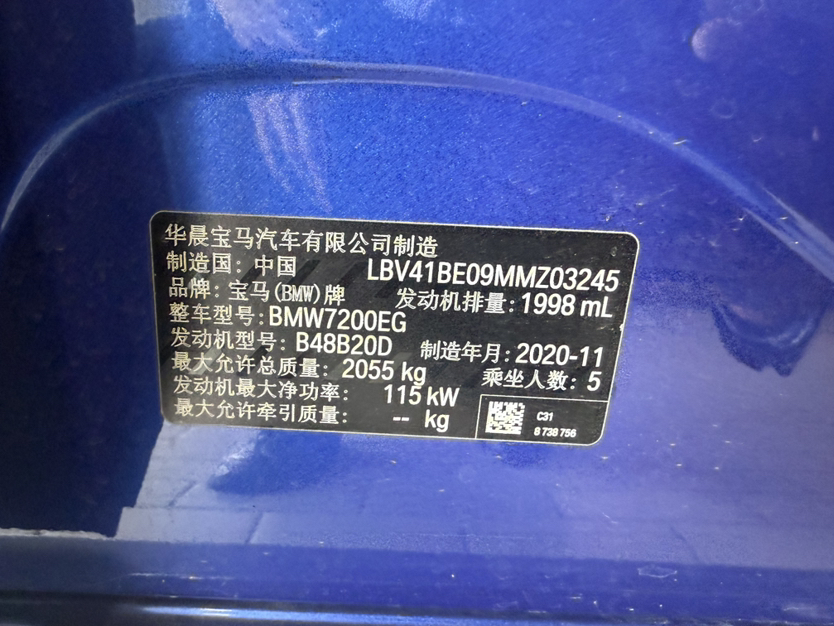 华晨宝马汽车有限公司制造
制造国：中国 LBV41BE09MMZ03245
品牌：宝马(BMW)牌 发动机排量：1998 mL
整车型号：BMW7200EG
发动机型号：B48B20D 制造年月：2020-11
最大允许总质量：2055 kg 乘坐人数：5
发动机最大净功率：115 kW
最大允许牵引质量：-- kg
C31
8 738 756